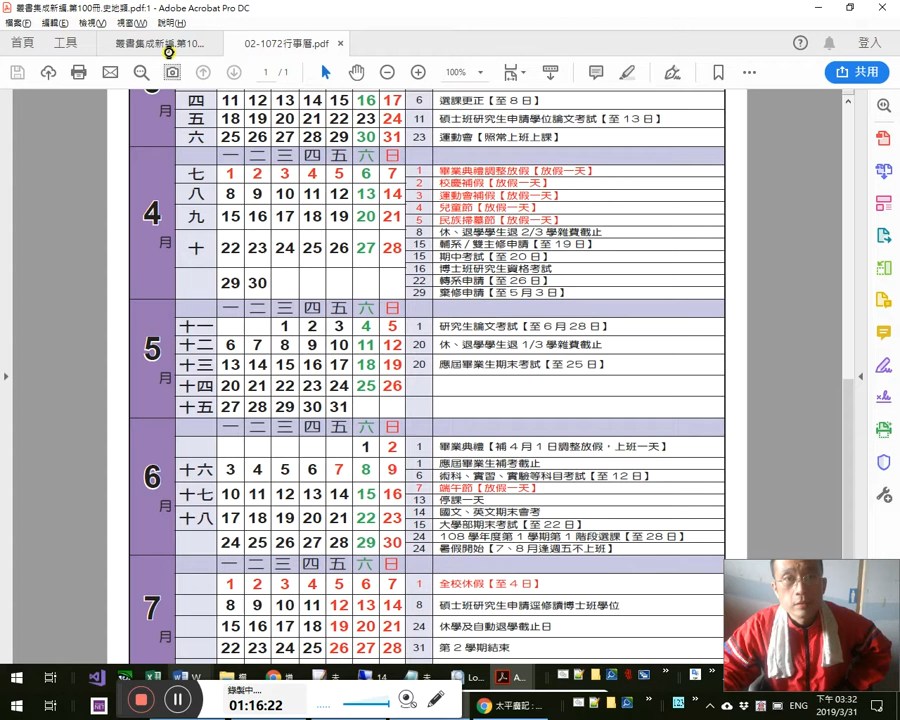 叢書集成新編.第100冊.史地類.pdf:1 - Adobe Acrobat Pro DC
檔案(F) 編輯(E) 檢視(V) 視窗(W) 說明(H)
首頁 工具 叢書集成新編.第10... 02-1072行事曆.pdf × 登入
1 / 1 100% 共用
四 11 12 13 14 15 16 17 6 選課更正【至 8 日】
五 18 19 20 21 22 23 24 11 碩士班研究生申請學位論文考試【至 13 日】
月 六 25 26 27 28 29 30 31 23 運動會【照常上班上課】
一 二 三 四 五 六 日
七 1 2 3 4 5 6 7 1 畢業典禮調整放假【放假一天】
2 校慶補假【放假一天】
八 8 9 10 11 12 13 14 3 運動會補假【放假一天】
4 兒童節【放假一天】
4 九 15 16 17 18 19 20 21 5 民族掃墓節【放假一天】
8 休、退學學生退 2/3 學雜費截止
月 十 22 23 24 25 26 27 28 15 輔系 / 雙主修申請【至 19 日】
15 期中考試【至 20 日】
16 博士班研究生資格考試
29 30 22 轉系申請【至 26 日】
29 棄修申請【至 5 月 3 日】
一 二 三 四 五 六 日
十一 1 2 3 4 5 1 研究生論文考試【至 6 月 28 日】
5 十二 6 7 8 9 10 11 12 20 休、退學學生退 1/3 學雜費截止
十三 13 14 15 16 17 18 19 20 應屆畢業生期末考試【至 25 日】
月 十四 20 21 22 23 24 25 26
十五 27 28 29 30 31
一 二 三 四 五 六 日
1 2 1 畢業典禮【補 4 月 1 日調整放假，上班一天】
十六 3 4 5 6 7 8 9 1 應屆畢業生補考截止
6 6 術科、實習、實驗等科目考試【至 12 日】
7 端午節【放假一天】
十七 10 11 12 13 14 15 16 13 停課一天
14 國文、英文期末會考
月 十八 17 18 19 20 21 22 23 15 大學部期末考試【至 22 日】
24 25 26 27 28 29 30 24 108 學年度第 1 學期第 1 階段選課【至 28 日】
24 暑假開始【7、8 月逢週五不上班】
一 二 三 四 五 六 日
1 2 3 4 5 6 7 1 全校休假【至 4 日】
7 8 9 10 11 12 13 14 8 碩士班研究生申請逕修讀博士班學位
月 15 16 17 18 19 20 21 24 休學及自動退學截止日
22 23 24 25 26 27 28 31 第 2 學期結束
W... 14 Lo... A...
錄製中....
01:16:22
太平廣記：...
ENG
下午 03:32
2019/3/13